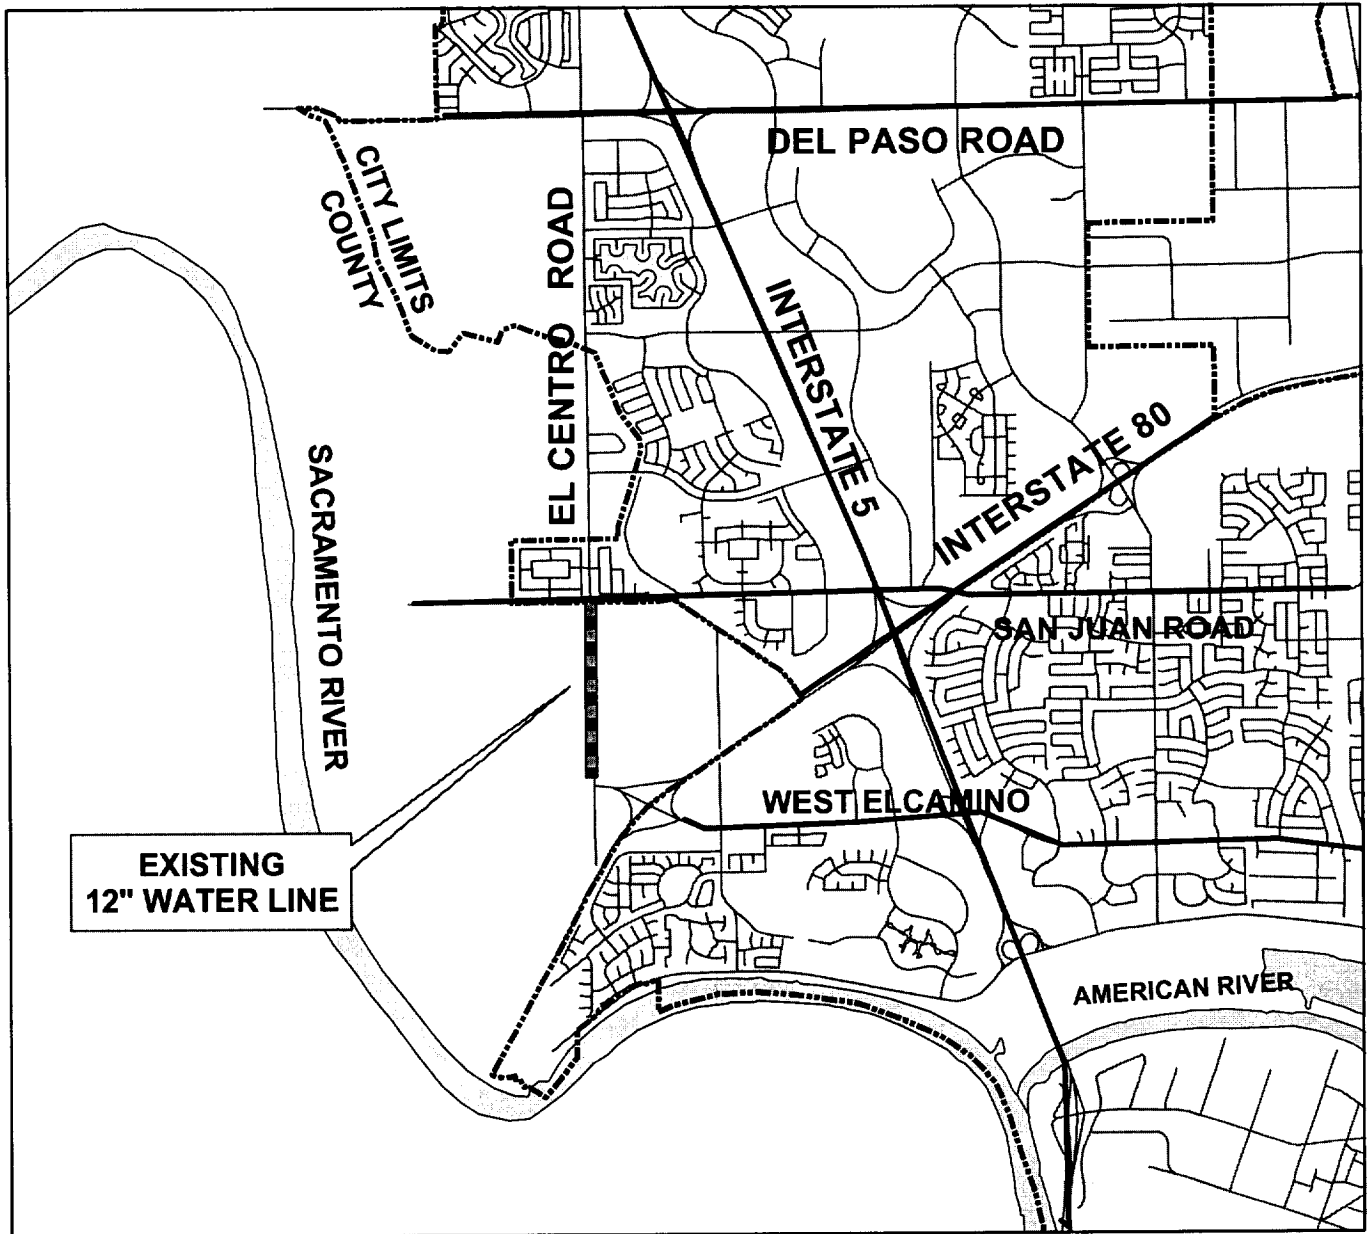 DEL PASO ROAD
CITY LIMITS
COUNTY
EL CENTRO ROAD
INTERSTATE 5
INTERSTATE 80
SACRAMENTO RIVER
SAN JUAN ROAD
WEST ELCAMINO
EXISTING
12" WATER LINE
AMERICAN RIVER